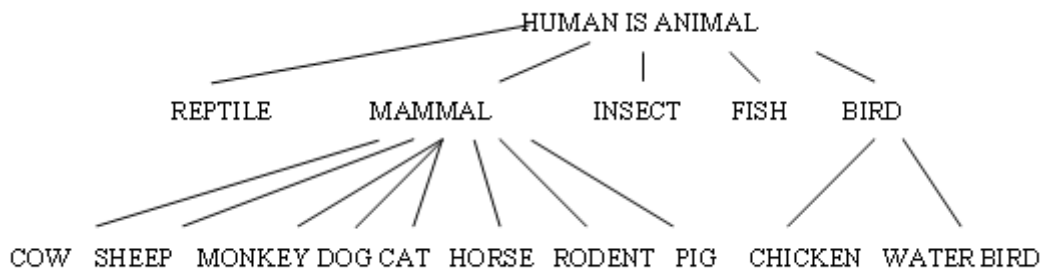 HUMAN IS ANIMAL
REPTILE MAMMAL INSECT FISH BIRD
COW SHEEP MONKEY DOG CAT HORSE RODENT PIG CHICKEN WATER BIRD